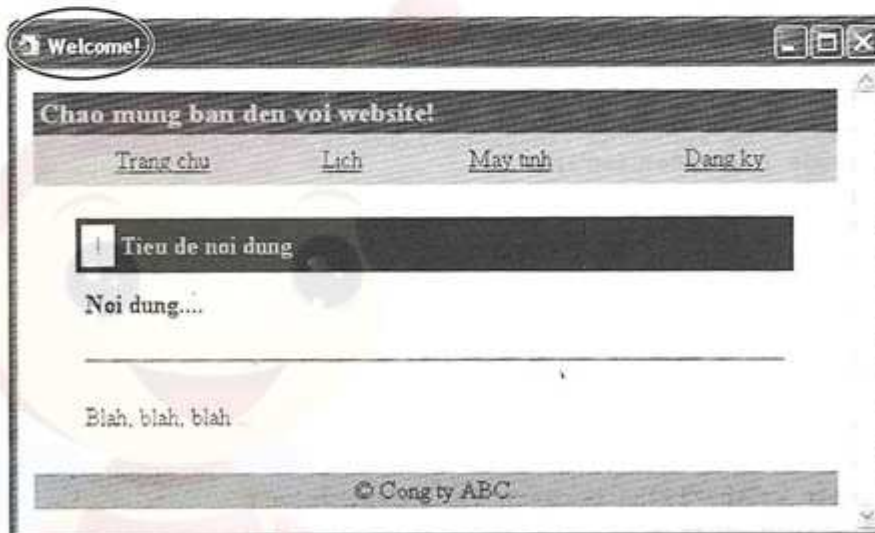 Welcome!
Chao mung ban den voi website!
Trang chu Lich May tinh Dang ky
Tieu de noi dung
Noi dung....
Blah, blah, blah
© Cong ty ABC